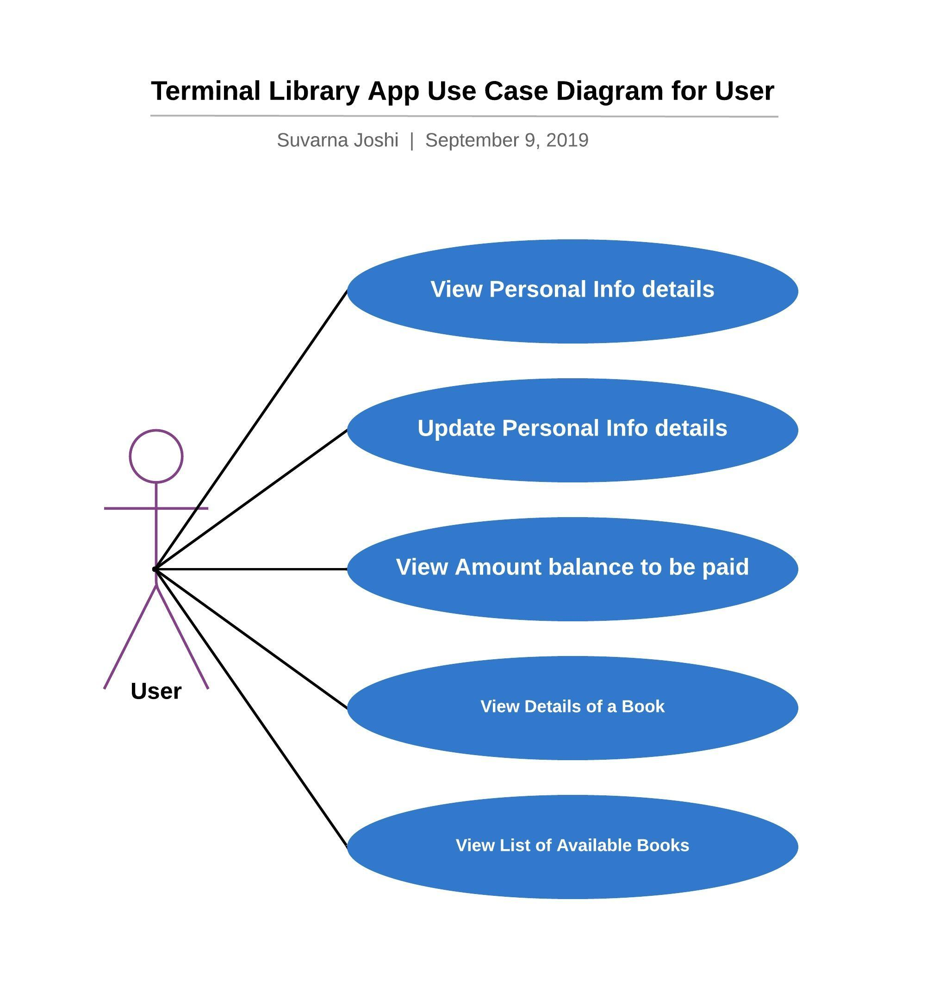 Terminal Library App Use Case Diagram for User
Suvarna Joshi | September 9, 2019
View Personal Info details
Update Personal Info details
View Amount balance to be paid
View Details of a Book
User
View List of Available Books